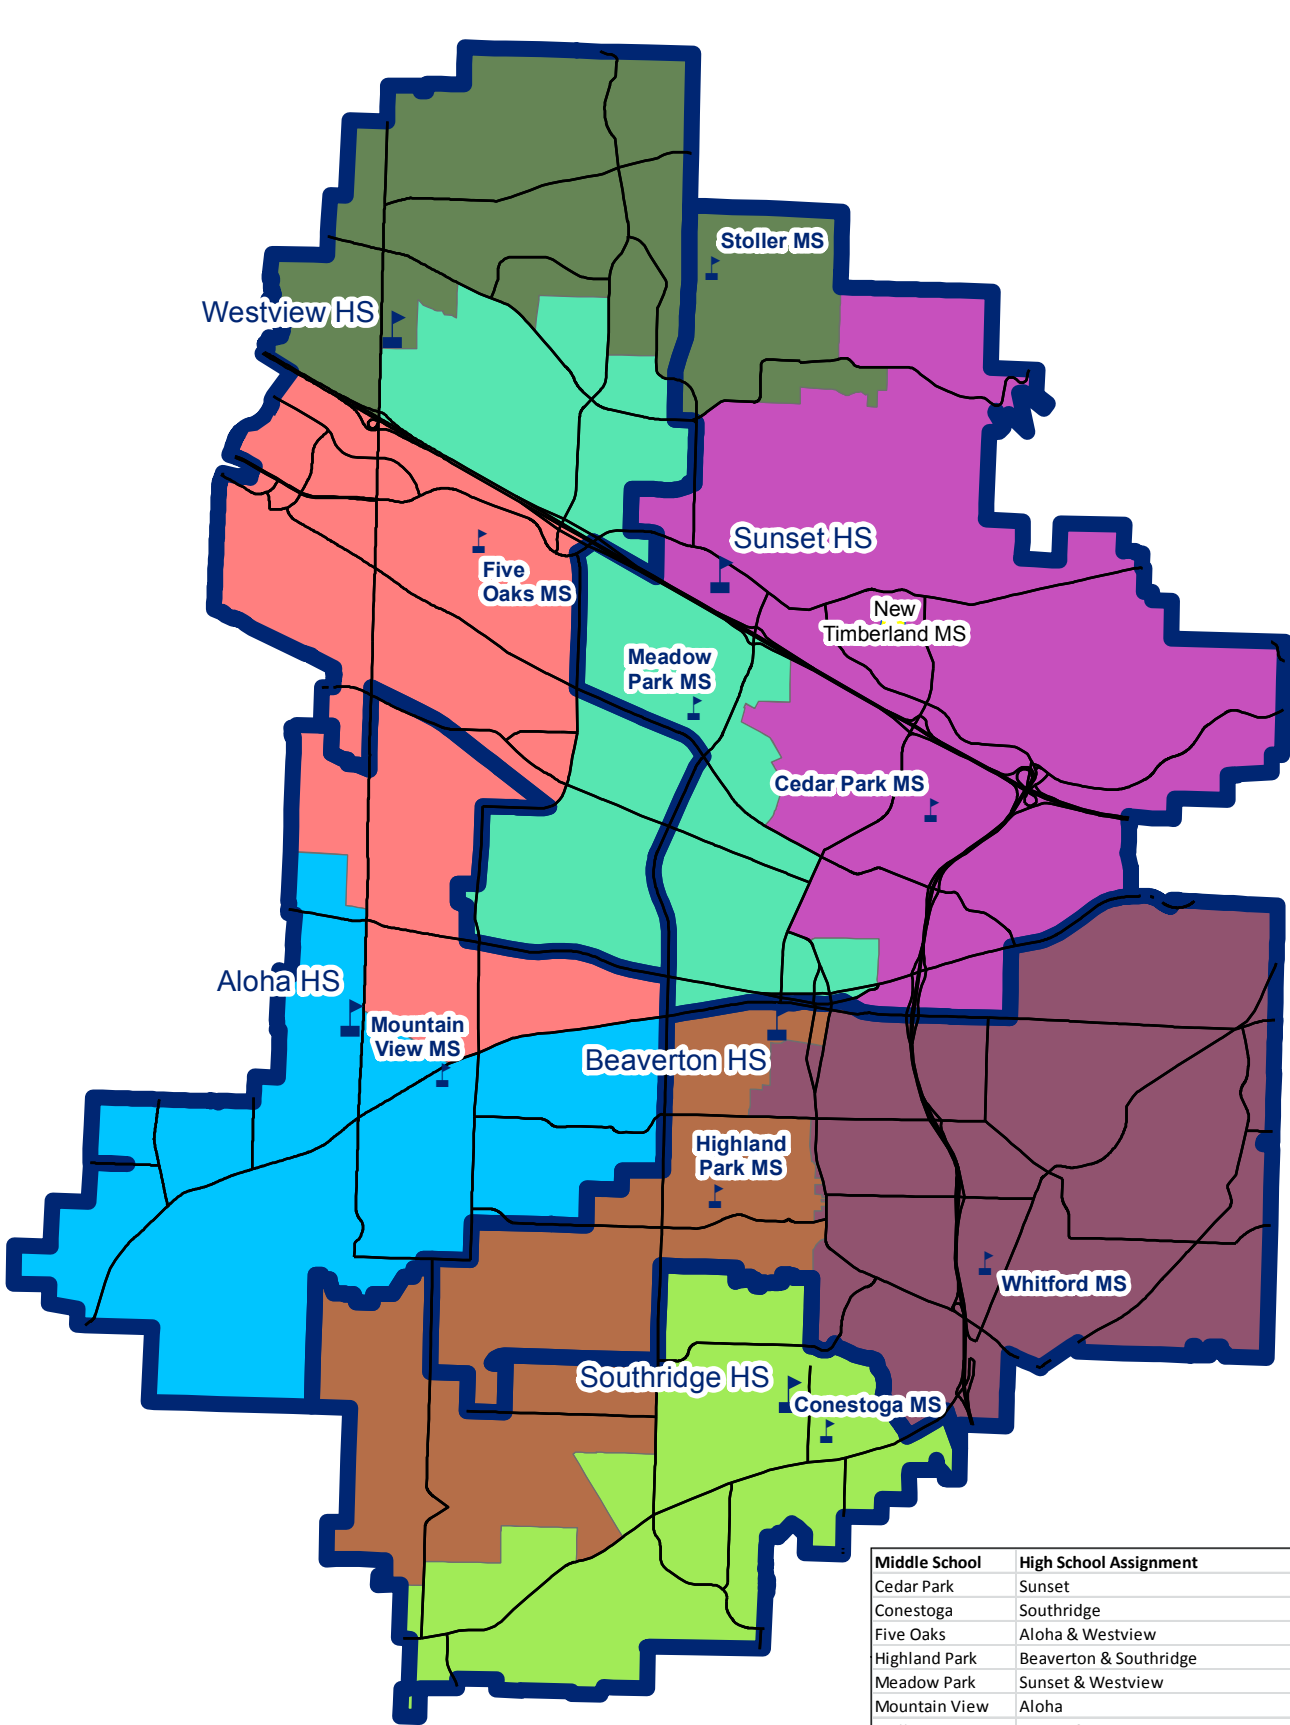 Stoller MS
Westview HS
Sunset HS
Five
Oaks MS
New
Timberland MS
Meadow
Park MS
Cedar Park MS
Aloha HS
Mountain
View MS
Beaverton HS
Highland
Park MS
Whitford MS
Southridge HS
Conestoga MS
Middle School High School Assignment
Cedar Park Sunset
Conestoga Southridge
Five Oaks Aloha & Westview
Highland Park Beaverton & Southridge
Meadow Park Sunset & Westview
Mountain View Aloha